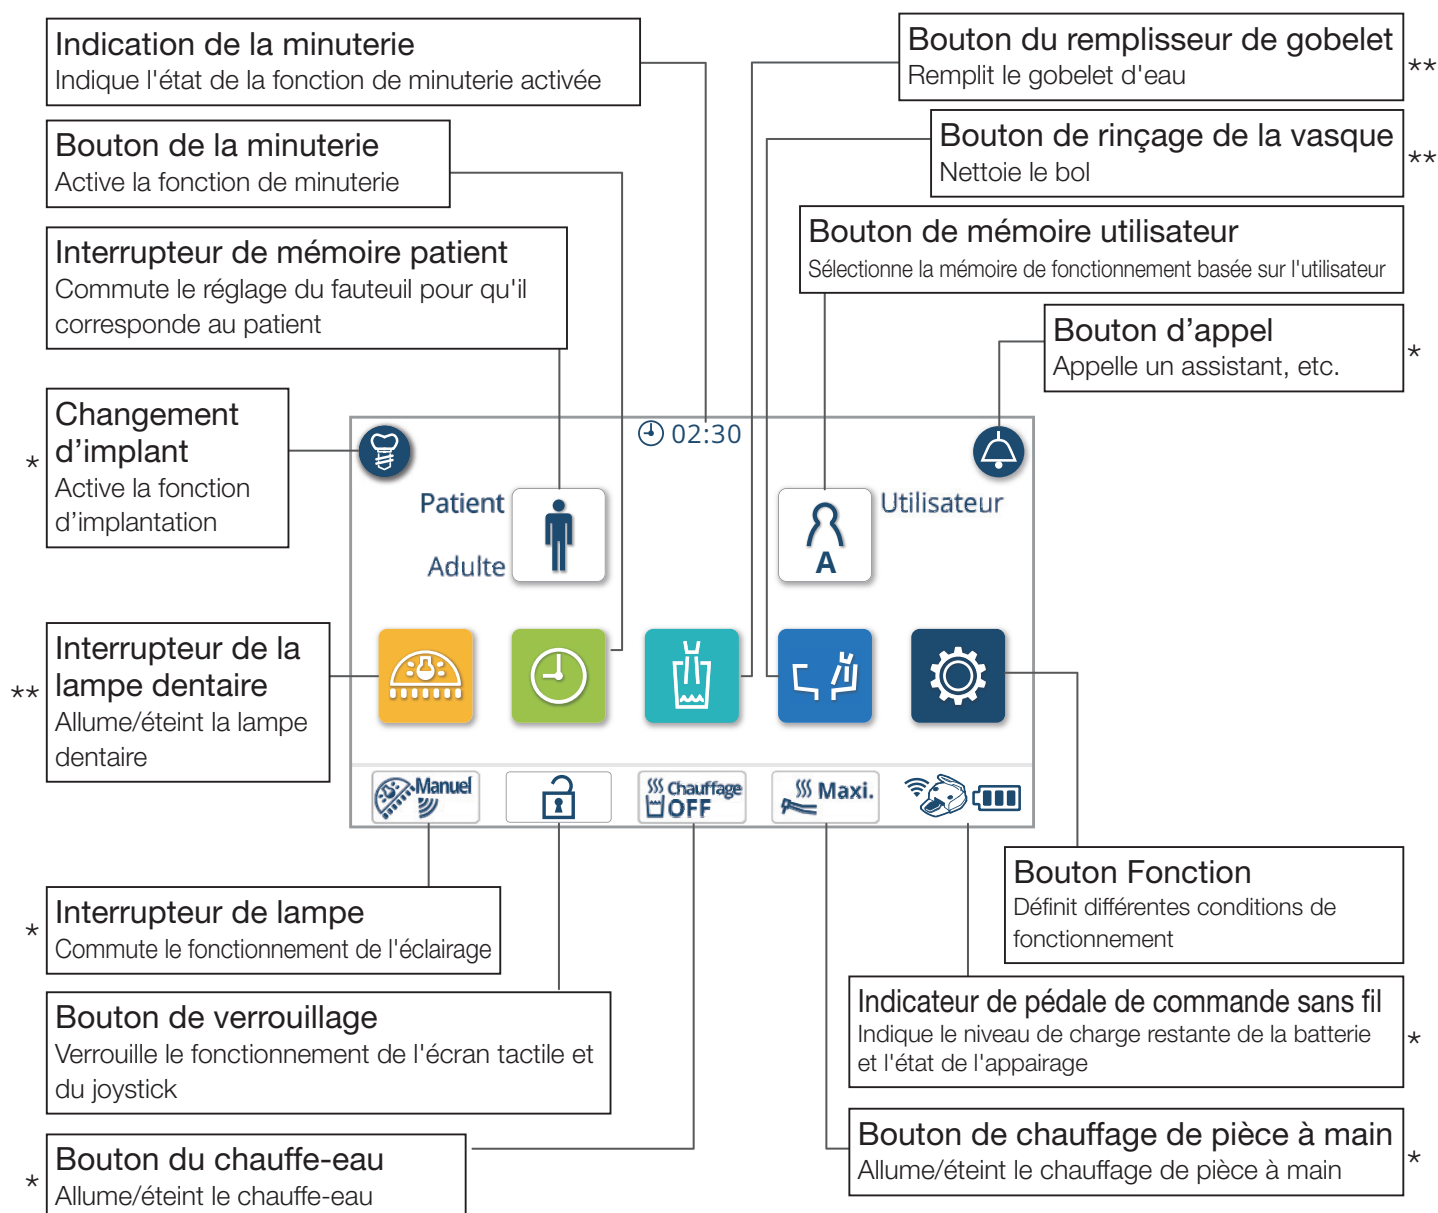 Indication de la minuterie
Indique l'état de la fonction de minuterie activée
Bouton du remplisseur de gobelet
Remplit le gobelet d'eau
**
Bouton de la minuterie
Active la fonction de minuterie
Bouton de rinçage de la vasque
Nettoie le bol
**
Interrupteur de mémoire patient
Commute le réglage du fauteuil pour qu'il
corresponde au patient
Bouton de mémoire utilisateur
Sélectionne la mémoire de fonctionnement basée sur l'utilisateur
Bouton d’appel
Appelle un assistant, etc.
*
Changement
d’implant
Active la fonction
d’implantation
*
02:30
Patient
Adulte
A
Utilisateur
Interrupteur de la
lampe dentaire
Allume/éteint la lampe
dentaire
**
Manuel
Chauffage
OFF
Maxi.
Bouton Fonction
Définit différentes conditions de
fonctionnement
Interrupteur de lampe
Commute le fonctionnement de l'éclairage
*
Indicateur de pédale de commande sans fil
Indique le niveau de charge restante de la batterie
et l'état de l'appairage
*
Bouton de verrouillage
Verrouille le fonctionnement de l'écran tactile et
du joystick
Bouton de chauffage de pièce à main
Allume/éteint le chauffage de pièce à main
*
Bouton du chauffe-eau
Allume/éteint le chauffe-eau
*